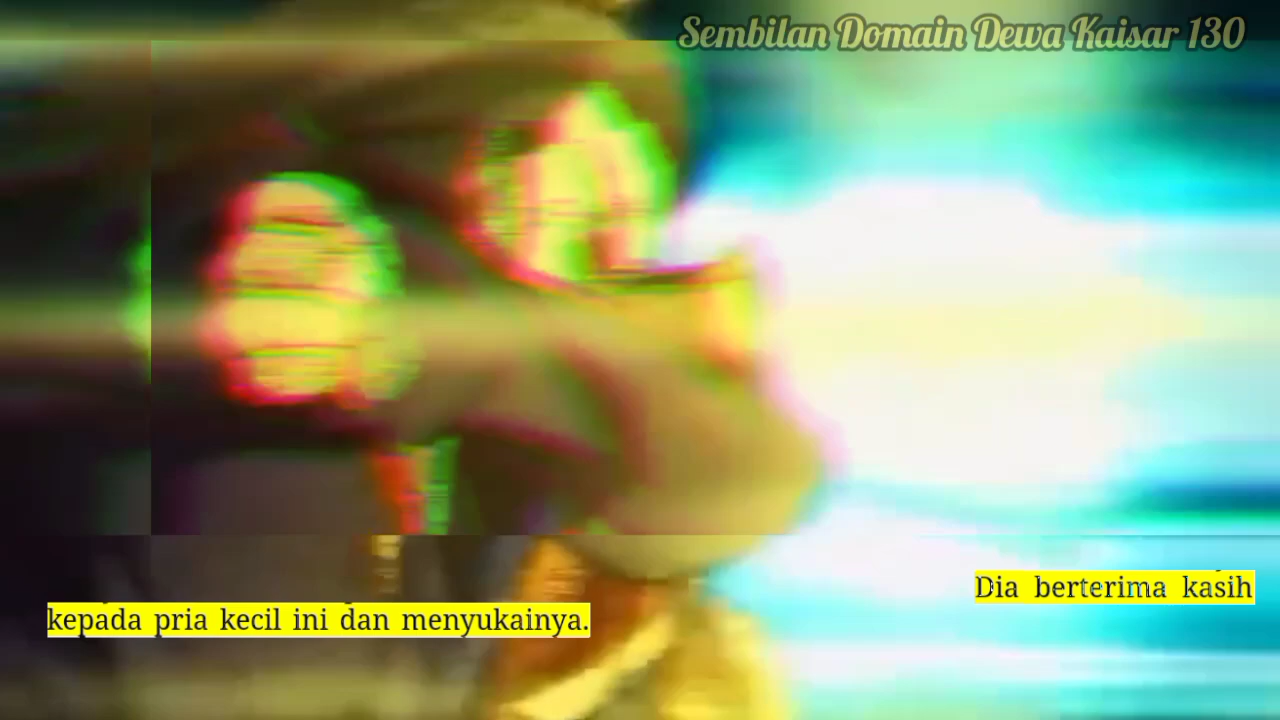 Sembilan Domain Dewa Kaisar 130
Dia berterima kasih
kepada pria kecil ini dan menyukainya.